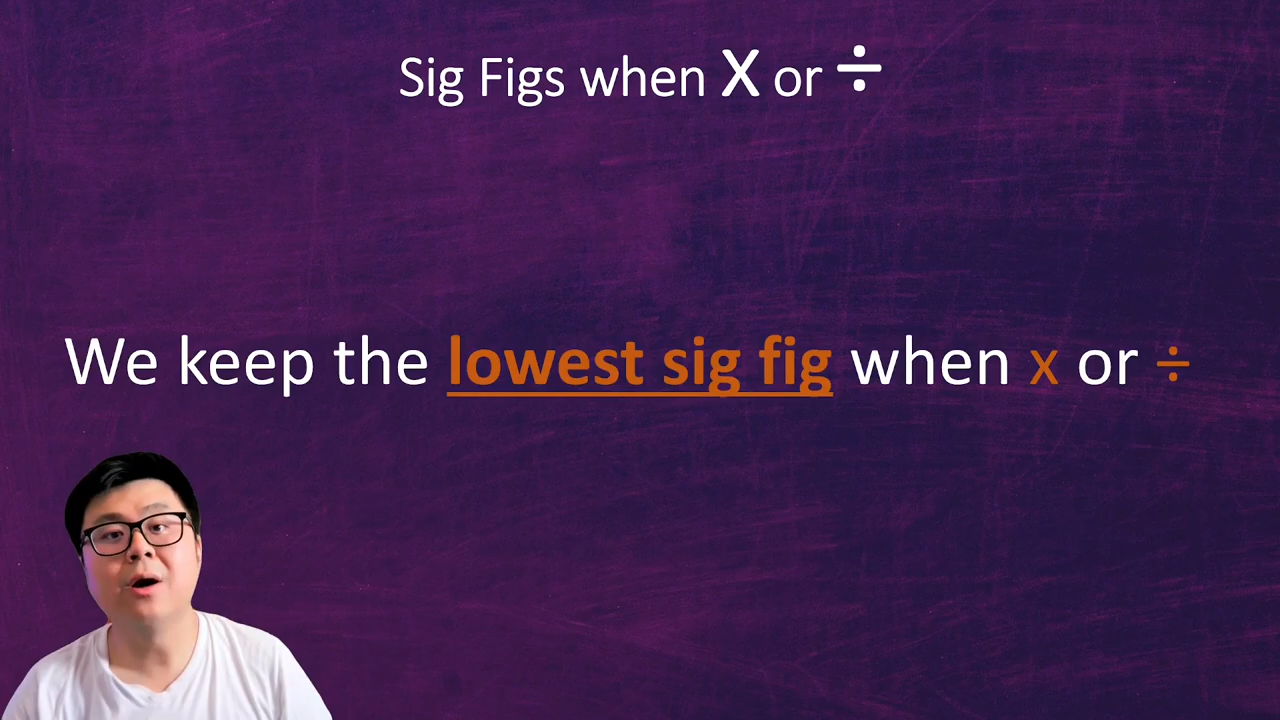 Sig Figs when x or ÷
We keep the lowest sig fig when x or ÷